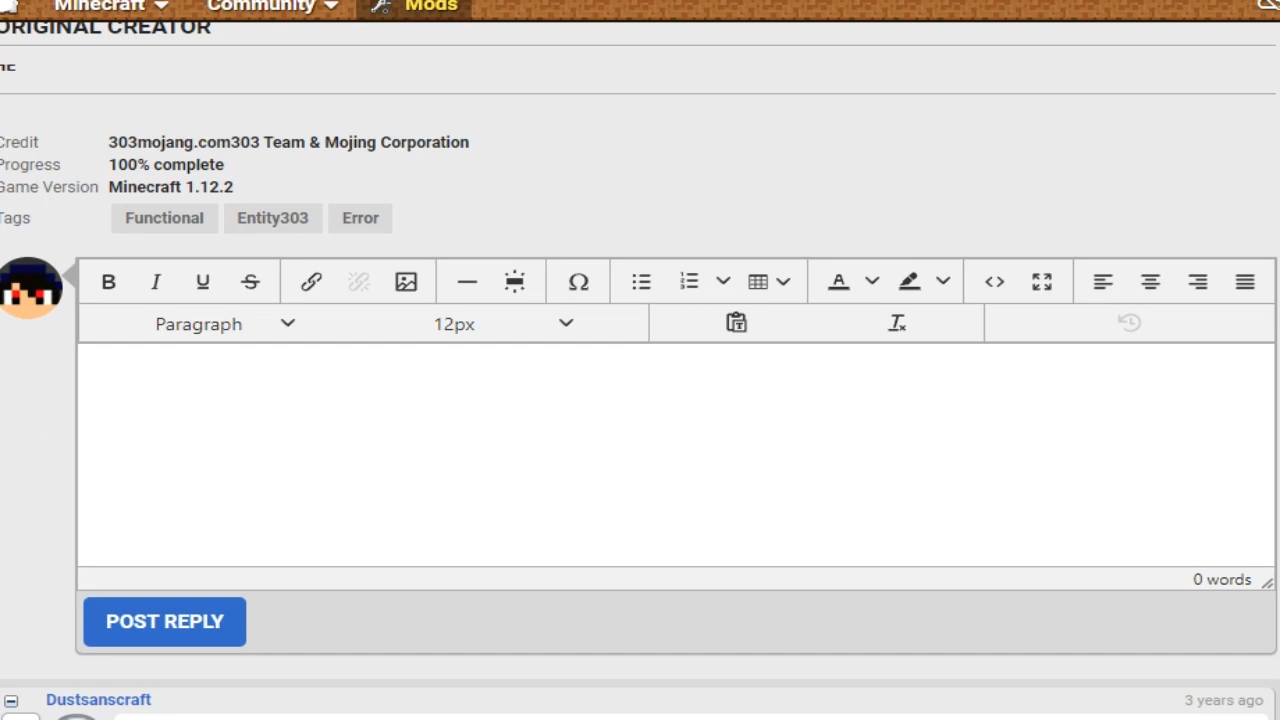 Minecraft Community Mods
ORIGINAL CREATOR
Credit 303mojang.com303 Team & Mojing Corporation
Progress 100% complete
Game Version Minecraft 1.12.2
Tags Functional Entity303 Error
Paragraph 12px
0 words
POST REPLY
Dustsanscraft 3 years ago